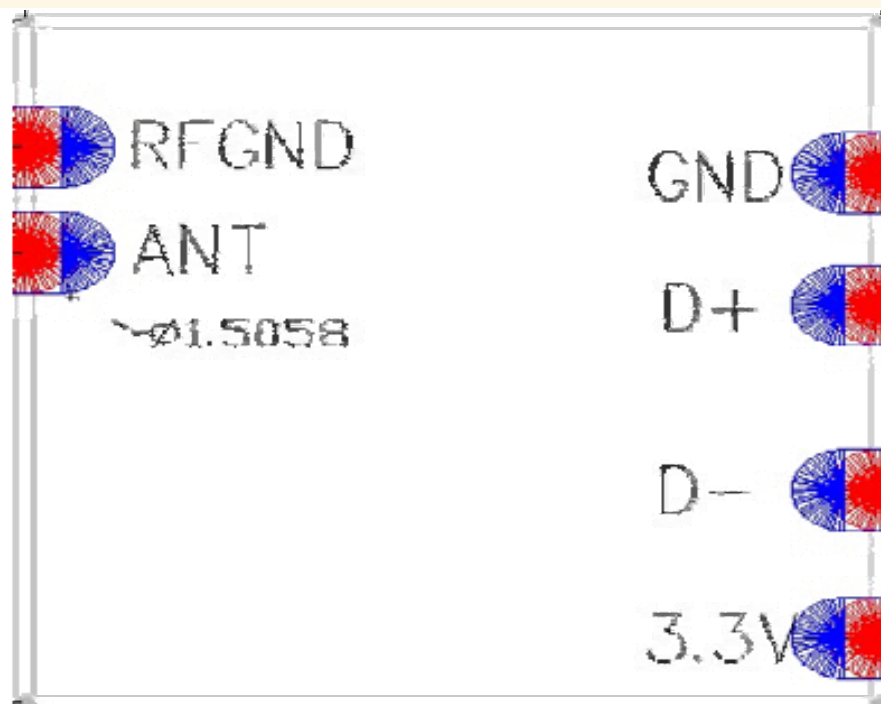 RFGND
GND
ANT
D+
⌀1.5058
D-
3.3V